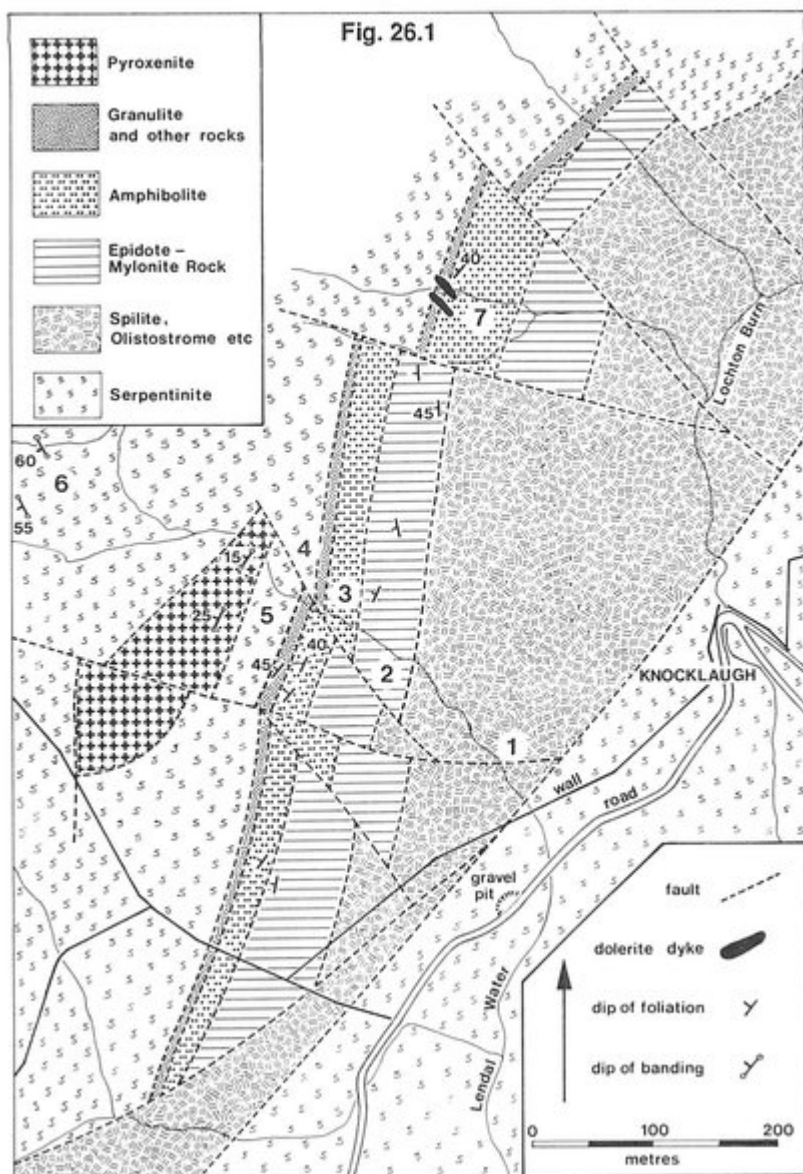 Fig. 26.1
Pyroxenite
Granulite
and other rocks
Amphibolite
Epidote –
Mylonite Rock
Spilite,
Olistostrome etc
Serpentinite
40
7
45
Lochton Burn
60
6
55
15
4
3
25
5
40
45
2
KNOCKLAUGH
1
wall
road
gravel
pit
Water
Lendal
fault
dolerite dyke
dip of foliation
dip of banding
0 100 200
metres